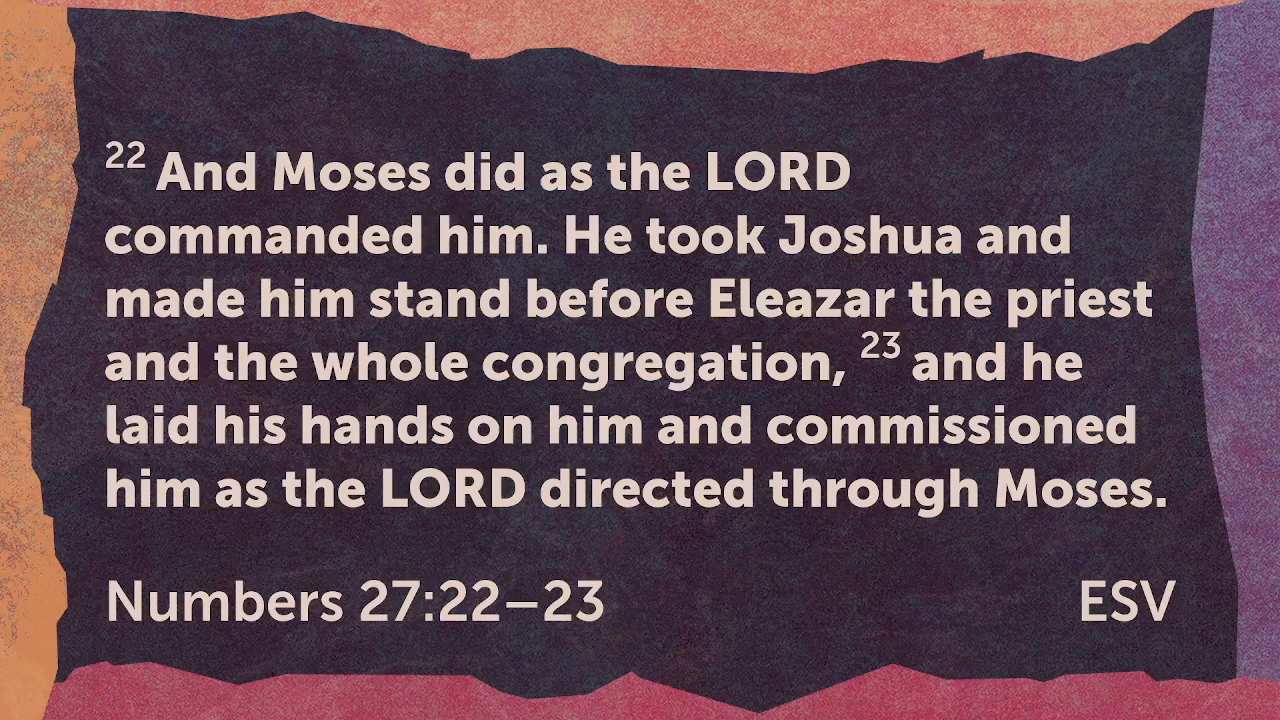 22 And Moses did as the LORD
commanded him. He took Joshua and
made him stand before Eleazar the priest
and the whole congregation, 23 and he
laid his hands on him and commissioned
him as the LORD directed through Moses.
Numbers 27:22–23 ESV